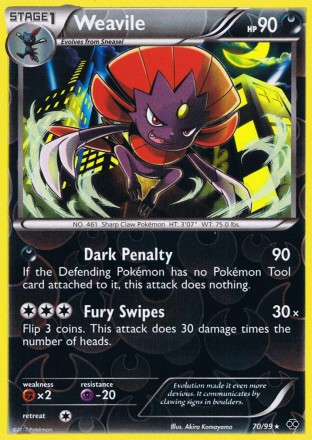 STAGE1
Weavile
HP 90
Evolves from Sneasel
NO. 461 Sharp Claw Pokémon HT: 3'07" WT: 75.0 lbs.
Dark Penalty 90
If the Defending Pokémon has no Pokémon Tool
card attached to it, this attack does nothing.
Fury Swipes 30×
Flip 3 coins. This attack does 30 damage times the
number of heads.
weakness
×2
resistance
-20
retreat
Evolution made it even more
devious. It communicates by
clawing signs in boulders.
Illus. Akira Komayama
70/99 ★